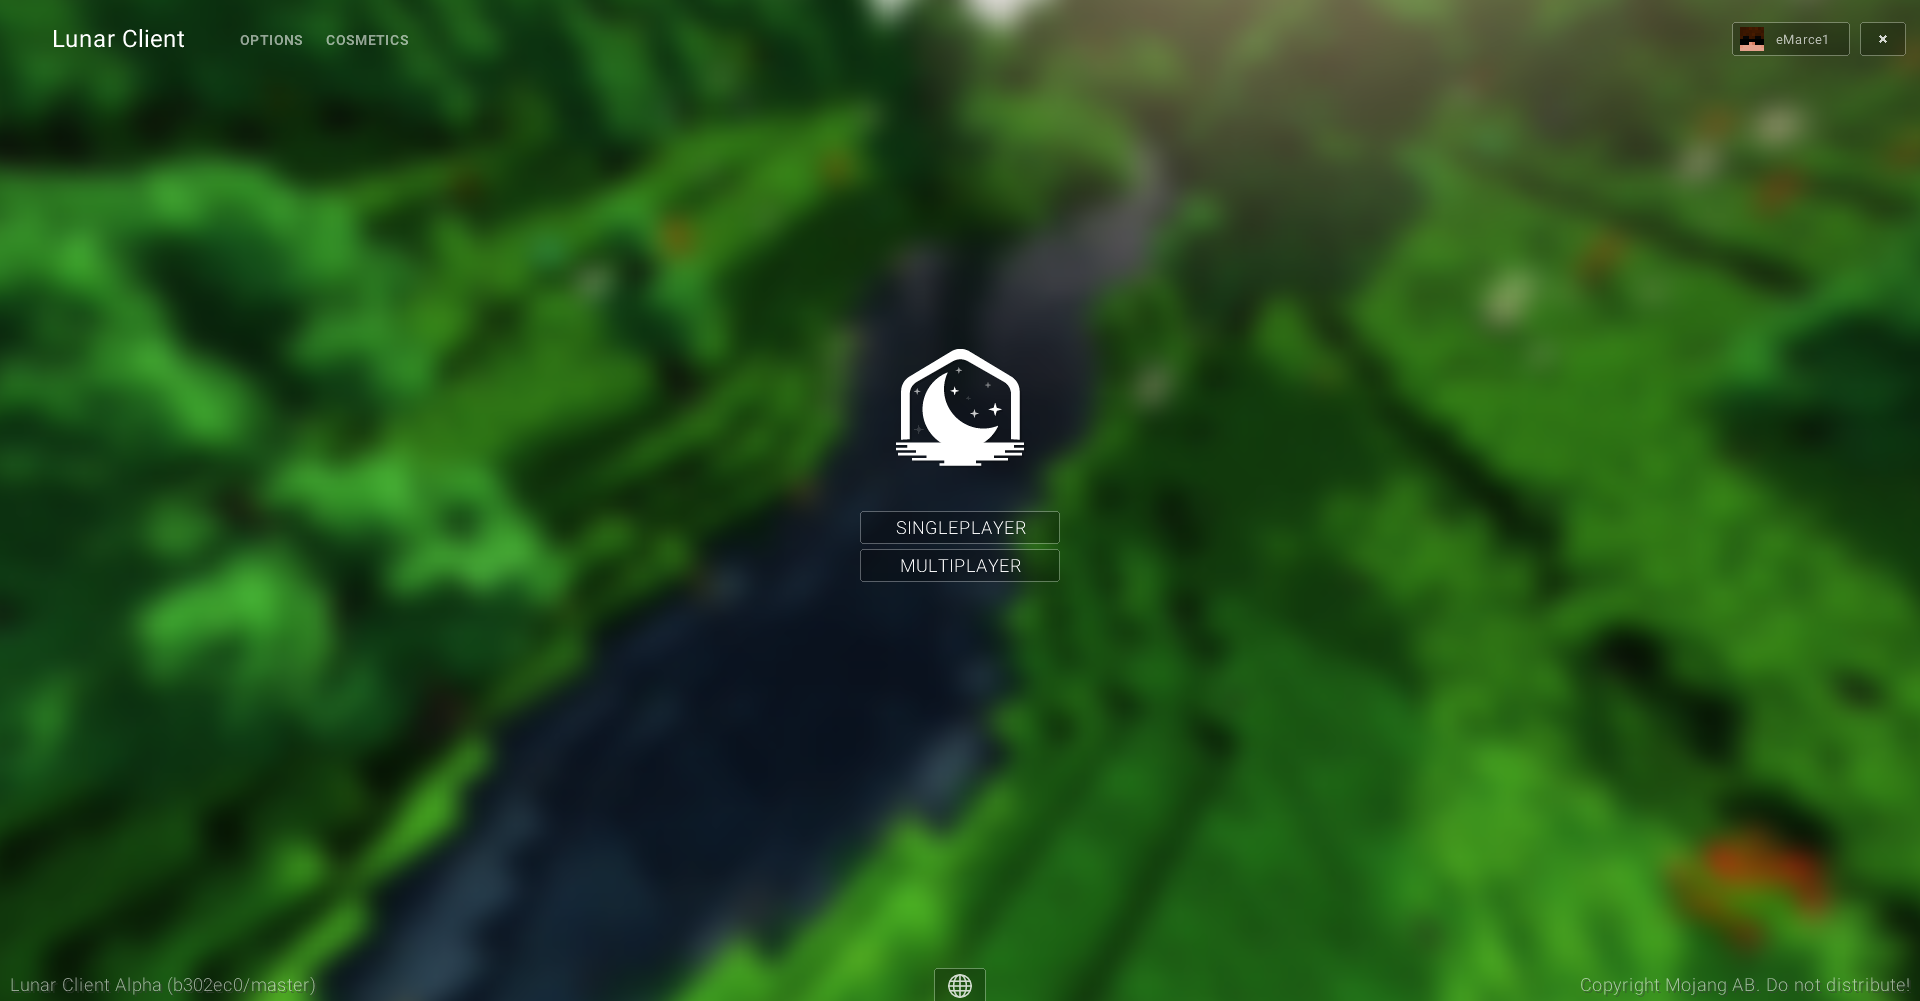 Lunar Client
OPTIONS
COSMETICS
eMarce1
×
SINGLEPLAYER
MULTIPLAYER
Lunar Client Alpha (b302ec0/master)
Copyright Mojang AB. Do not distribute!